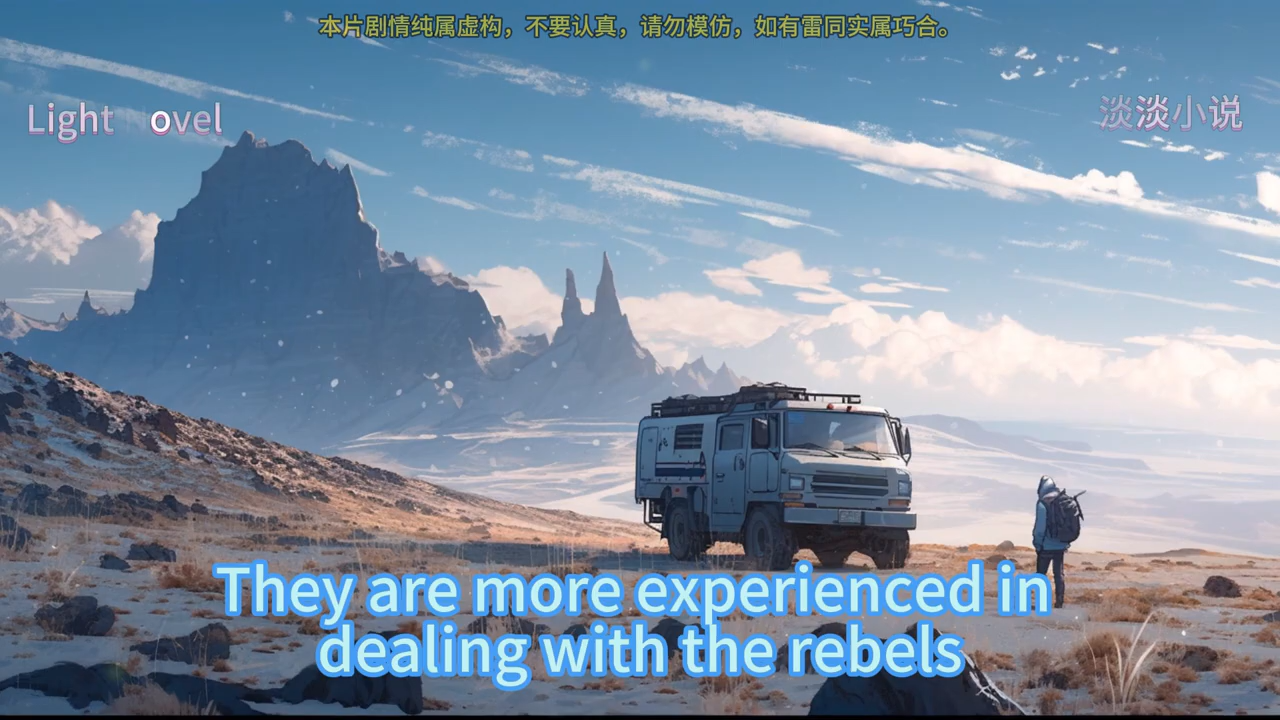 本片剧情纯属虚构，不要认真，请勿模仿，如有雷同实属巧合。
Light Novel
淡淡小说
They are more experienced in
dealing with the rebels